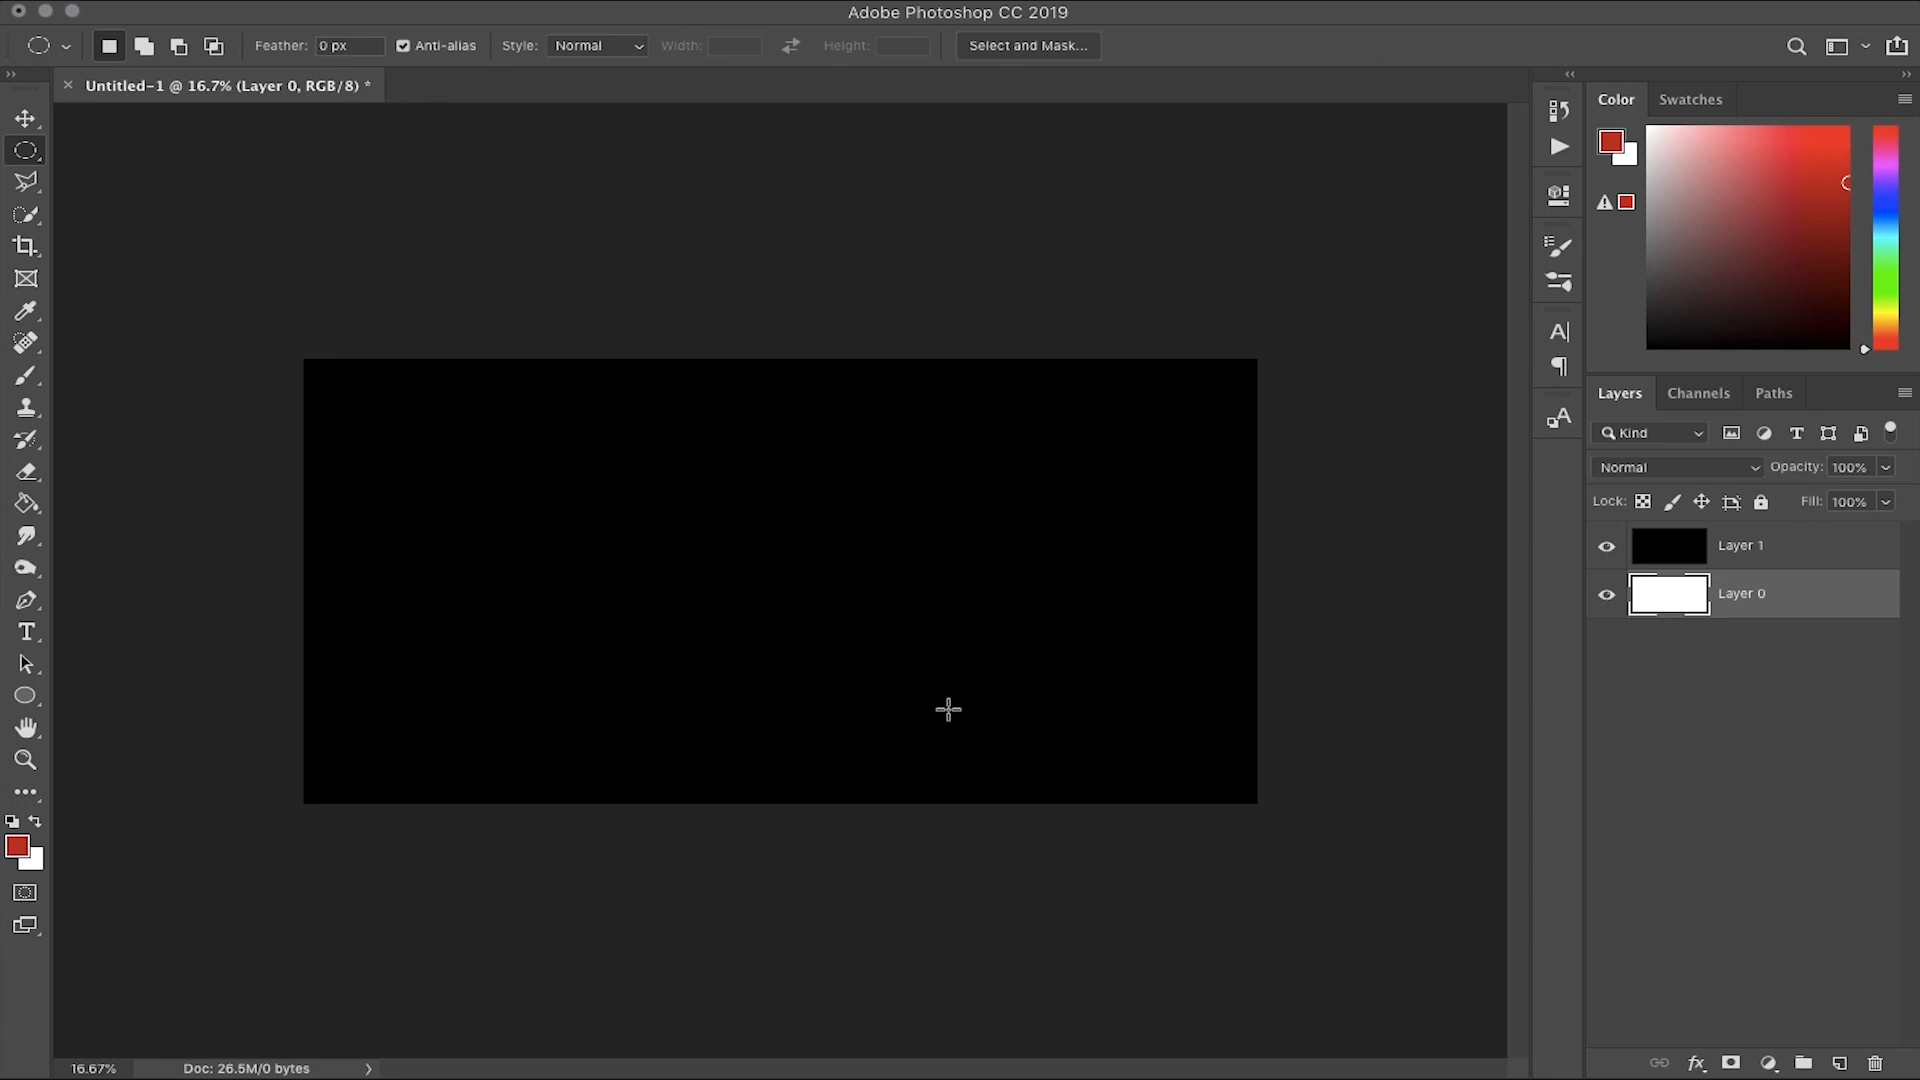 Adobe Photoshop CC 2019
Feather: 0 px Anti-alias Style: Normal Width: Height: Select and Mask...
Untitled-1 @ 16.7% (Layer 0, RGB/8) *
Color Swatches
Layers Channels Paths
Kind
Normal Opacity: 100%
Lock: Fill: 100%
Layer 1
Layer 0
16.67% Doc: 26.5M/0 bytes